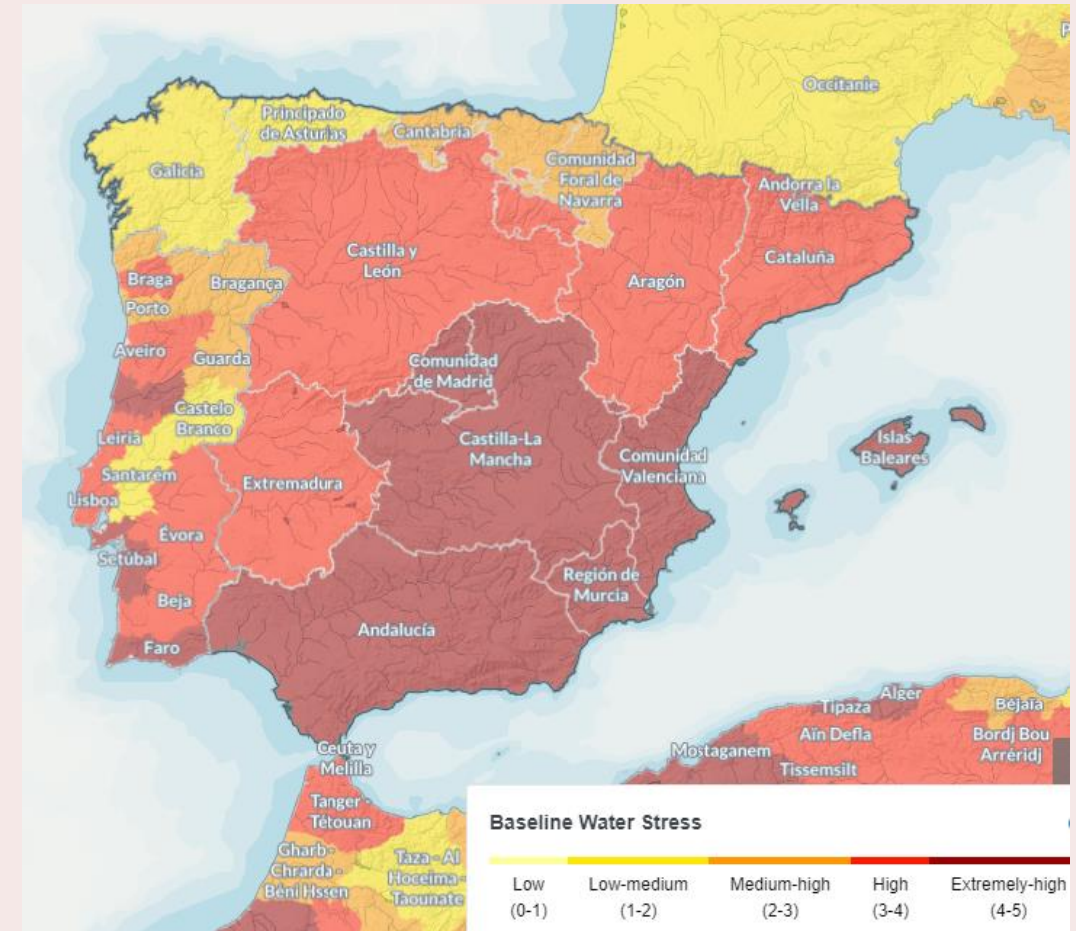 Occitanie
Principado
de Asturias
Cantabria
Galicia
Comunidad
Foral de
Navarra
Andorra la
Vella
Castilla y
León
Cataluña
Aragón
Braga
Bragança
Porto
Aveiro
Guarda
Comunidad
de Madrid
Castelo
Branco
Leiria
Castilla-La
Mancha
Islas
Baleares
Comunidad
Valenciana
Santarém
Extremadura
Lisboa
Évora
Setúbal
Región de
Murcia
Beja
Andalucía
Faro
Alger
Tipaza
Béjaïa
Aïn Defla
Bordj Bou
Arréridj
Ceuta y
Melilla
Mostaganem
Tissemsilt
Tanger -
Tétouan
Gharb -
Chrarda -
Béni Hssen
Taza - Al
Hoceima -
Taounate
Baseline Water Stress
Low Low-medium Medium-high High Extremely-high
(0-1) (1-2) (2-3) (3-4) (4-5)